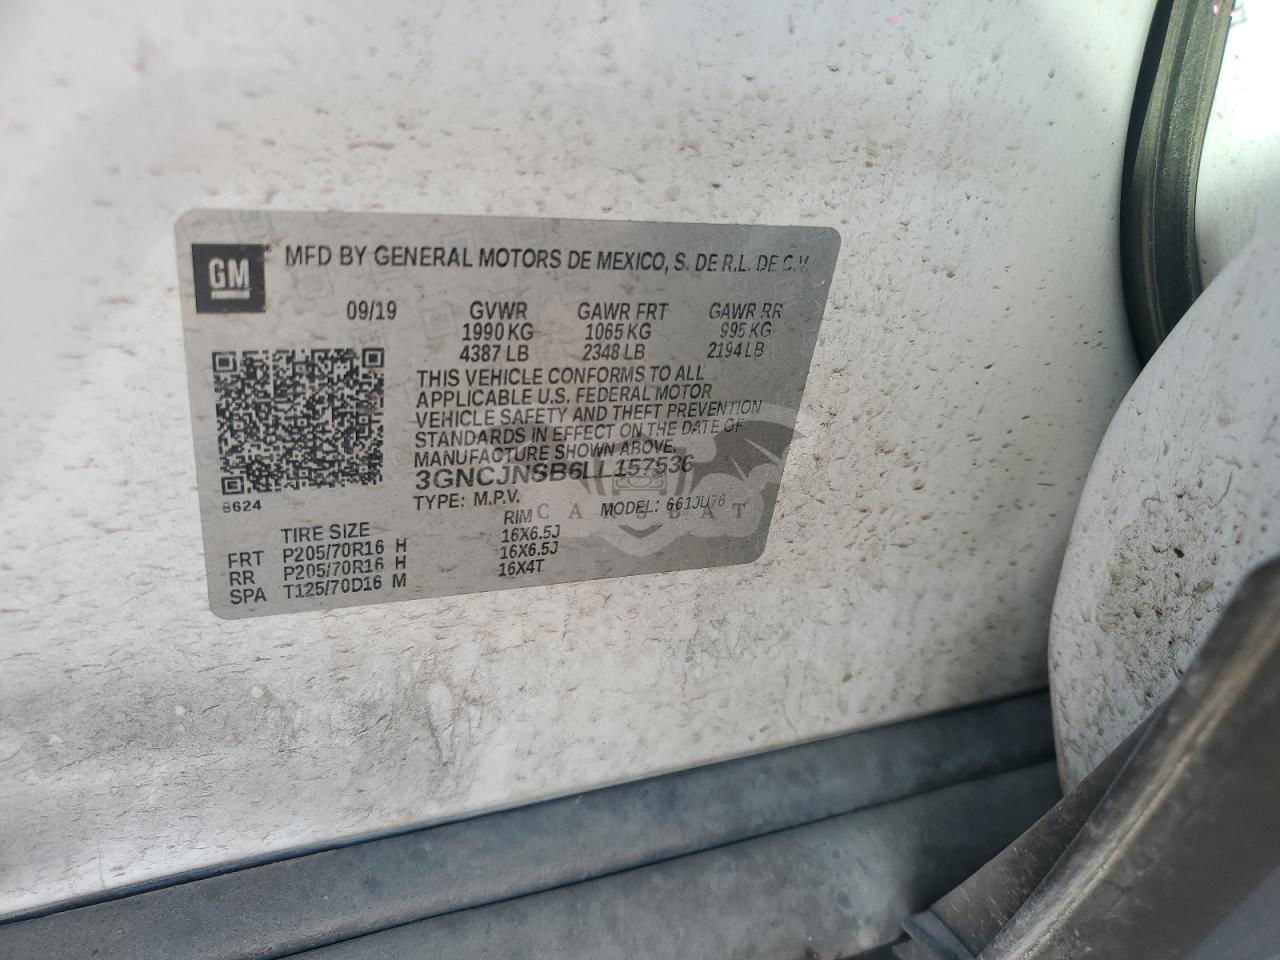 GM
MFD BY GENERAL MOTORS DE MEXICO, S. DE R.L. DE C.V.
09/19 GVWR GAWR FRT GAWR RR
1990 KG 1065 KG 995 KG
4387 LB 2348 LB 2194 LB
THIS VEHICLE CONFORMS TO ALL
APPLICABLE U.S. FEDERAL MOTOR
VEHICLE SAFETY AND THEFT PREVENTION
STANDARDS IN EFFECT ON THE DATE OF
MANUFACTURE SHOWN ABOVE.
3GNCJNSB6LL157536
8624
TYPE: M.P.V. MODEL: 661JU76
CARSBAT
TIRE SIZE RIM
FRT P205/70R16 H 16X6.5J
RR P205/70R16 H 16X6.5J
SPA T125/70D16 M 16X4T